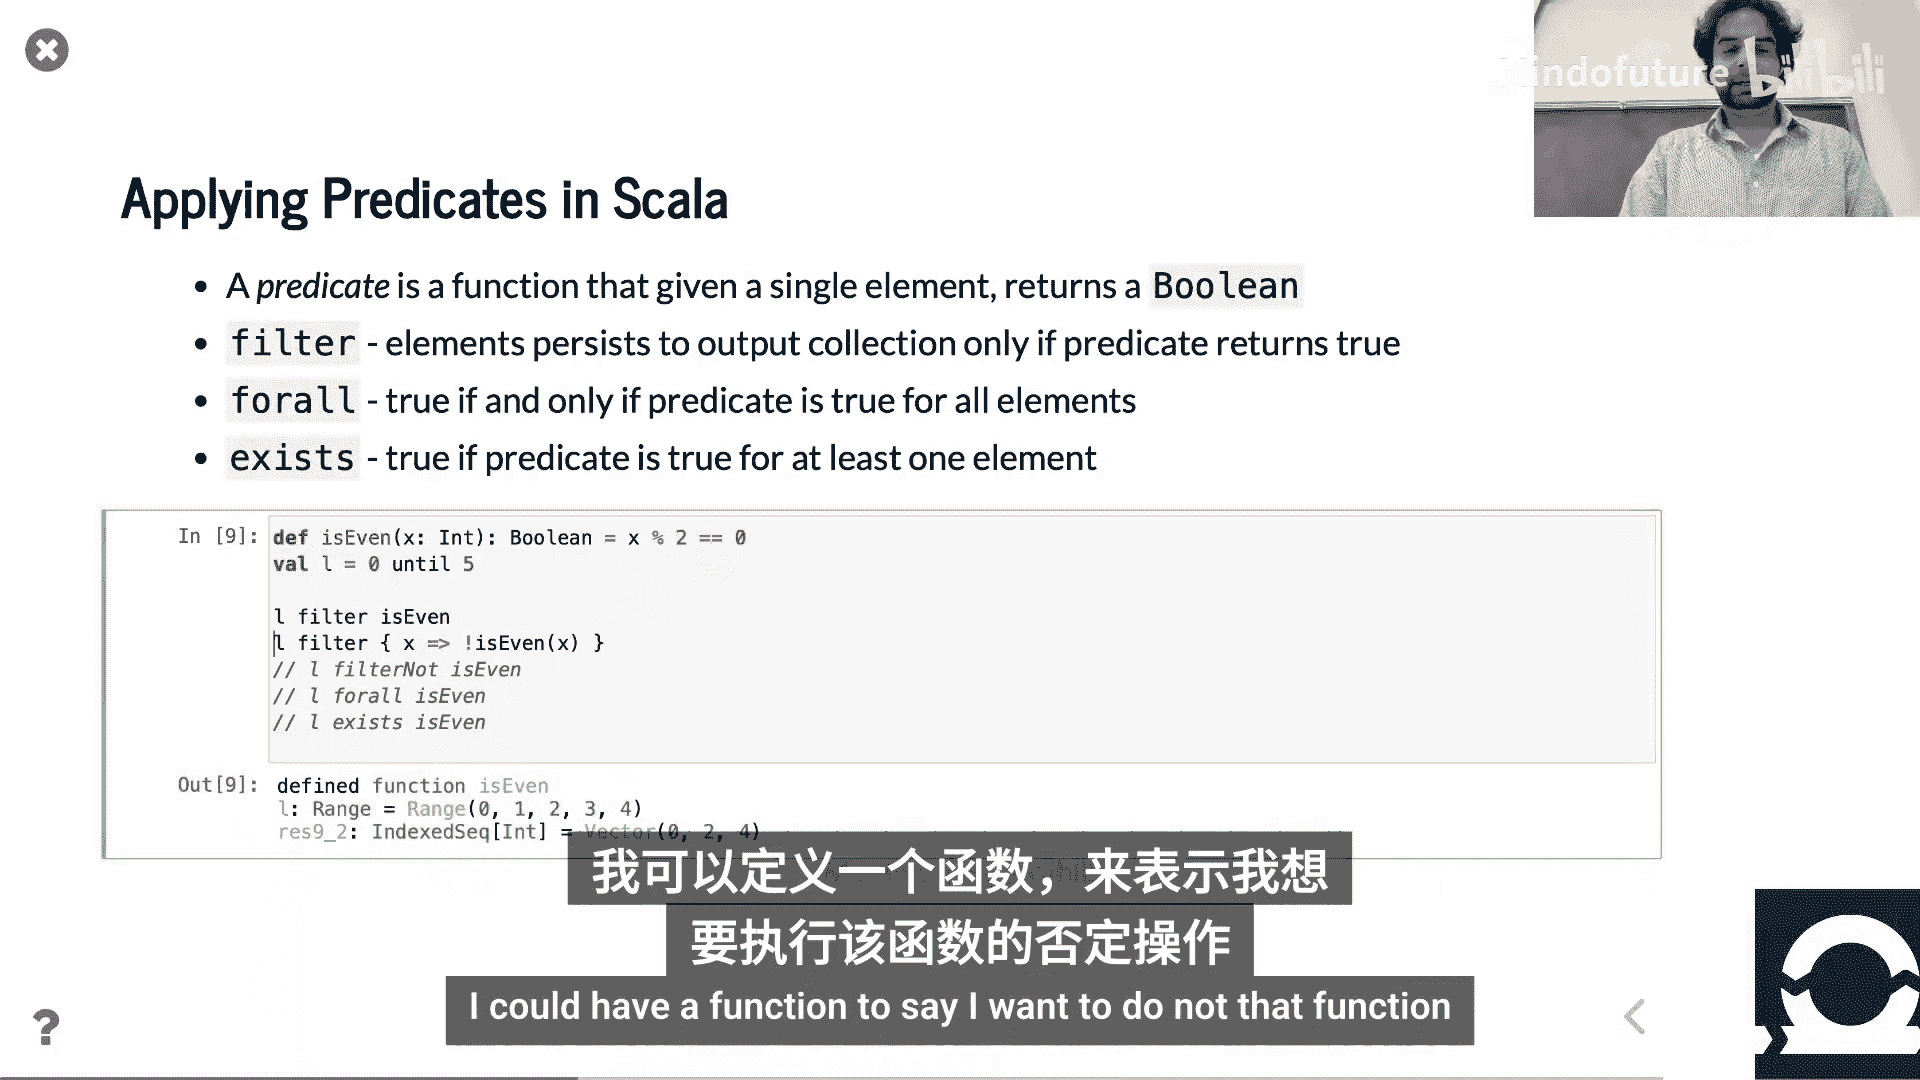 indofuture bilibili
Applying Predicates in Scala
• A predicate is a function that given a single element, returns a Boolean
• filter - elements persists to output collection only if predicate returns true
• forall - true if and only if predicate is true for all elements
• exists - true if predicate is true for at least one element
In [9]: def isEven(x: Int): Boolean = x % 2 == 0
val l = 0 until 5
l filter isEven
l filter { x => !isEven(x) }
// l filterNot isEven
// l forall isEven
// l exists isEven
Out[9]: defined function isEven
l: Range = Range(0, 1, 2, 3, 4)
res9_2: IndexedSeq[Int] = Vector(0, 2, 4)
我可以定义一个函数，来表示我想
要执行该函数的否定操作
I could have a function to say I want to do not that function
?